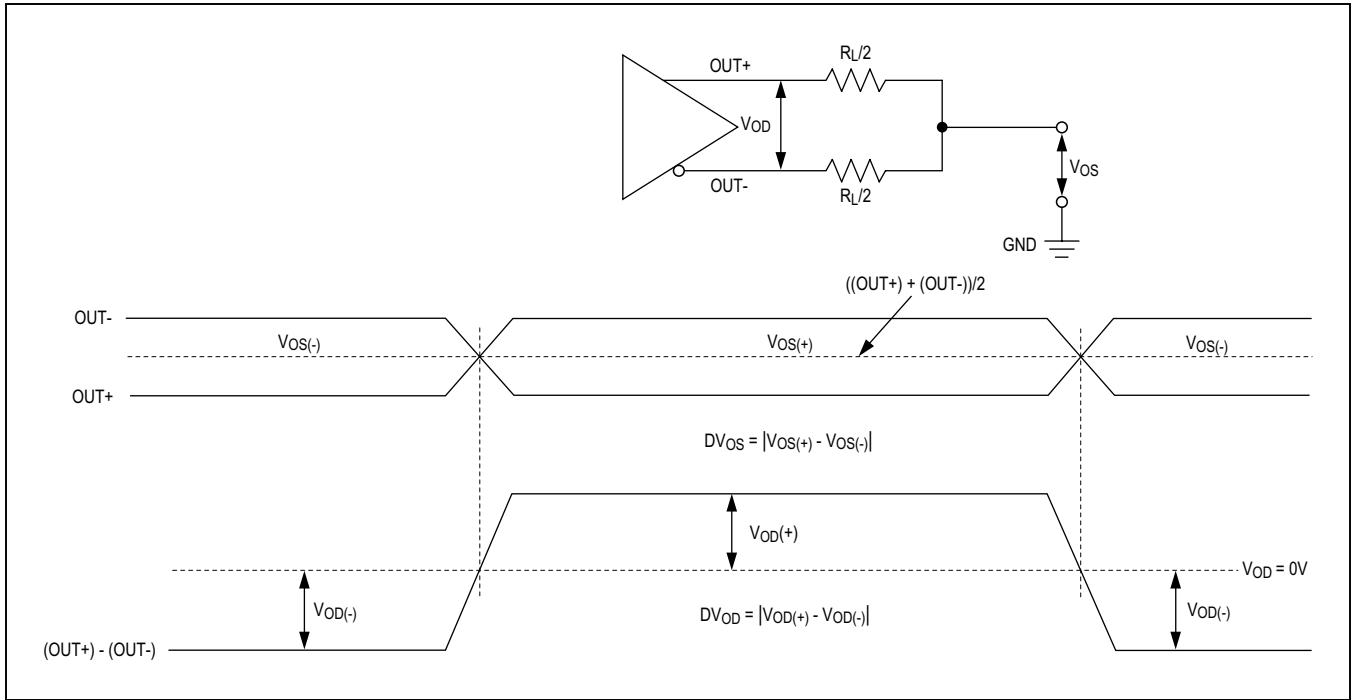 OUT+
RL/2
VOD
OUT-
RL/2
VOS
GND
((OUT+) + (OUT-))/2
OUT-
VOS(-)
VOS(+)
VOS(-)
OUT+
DVOS = |VOS(+) - VOS(-)|
VOD(+)
VOD = 0V
VOD(-)
DVOD = |VOD(+) - VOD(-)|
VOD(-)
(OUT+) - (OUT-)